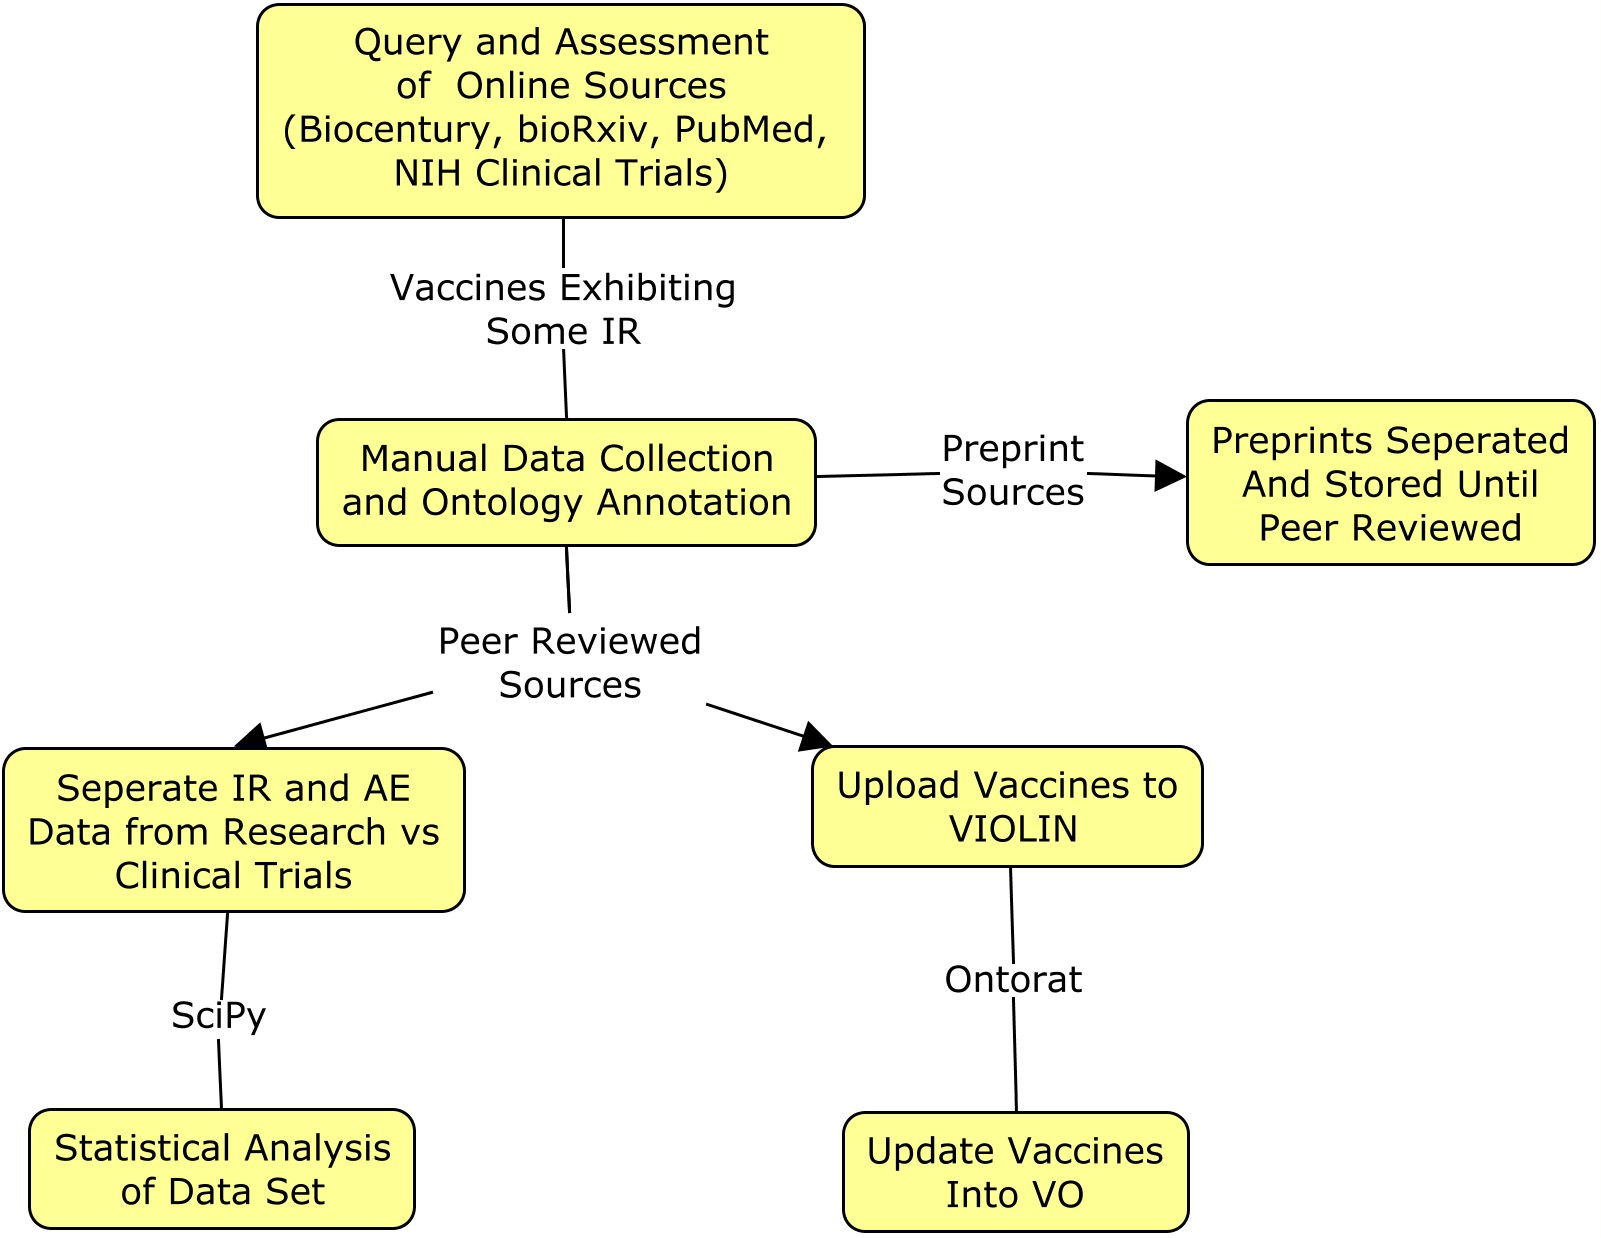 Query and Assessment
of  Online Sources
(Biocentury, bioRxiv, PubMed,
NIH Clinical Trials)
Vaccines Exhibiting
Some IR
Manual Data Collection
and Ontology Annotation
Preprint
Sources
Preprints Seperated
And Stored Until
Peer Reviewed
Peer Reviewed
Sources
Seperate IR and AE
Data from Research vs
Clinical Trials
Upload Vaccines to
VIOLIN
SciPy
Ontorat
Statistical Analysis
of Data Set
Update Vaccines
Into VO